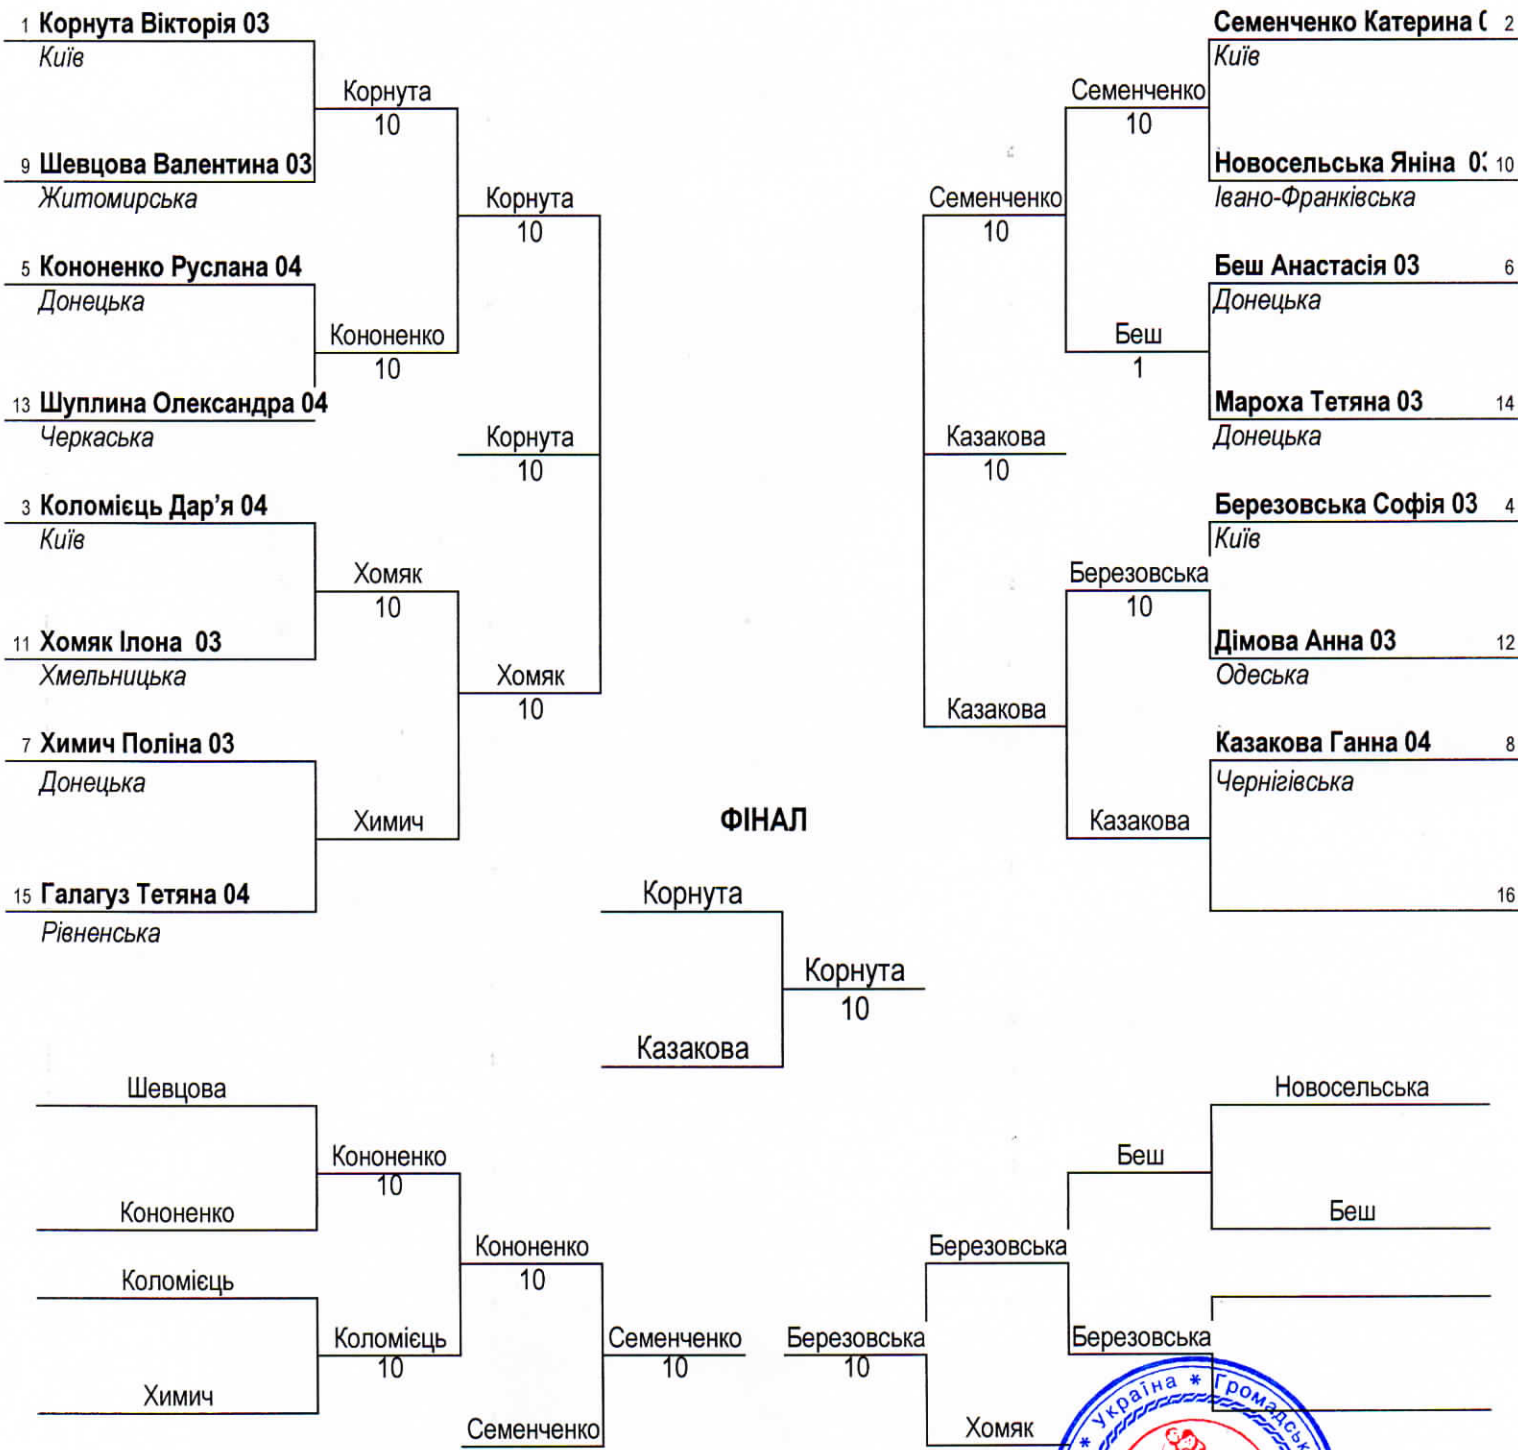 1 Корнута Вікторія 03
Київ
Корнута
10
9 Шевцова Валентина 03
Житомирська
Корнута
10
5 Кононенко Руслана 04
Донецька
Кононенко
10
13 Шуплина Олександра 04
Черкаська
Корнута
10
3 Коломієць Дар’я 04
Київ
Хомяк
10
11 Хомяк Ілона 03
Хмельницька
Хомяк
10
7 Химич Поліна 03
Донецька
Химич
15 Галагуз Тетяна 04
Рівненська
Семенченко Катерина 2
Київ
Семенченко
10
Новосельська Яніна 10
Івано-Франківська
Семенченко
10
Беш Анастасія 03 6
Донецька
Беш
1
Мароха Тетяна 03 14
Донецька
Казакова
10
Березовська Софія 03 4
Київ
Березовська
10
Дімова Анна 03 12
Одеська
Казакова
Казакова Ганна 04 8
Чернігівська
Казакова
16
ФІНАЛ
Корнута
Корнута
10
Казакова
Шевцова
Кононенко
10
Кононенко
Кононенко
10
Коломієць
Коломієць
10
Химич
Семенченко
10
Семенченко
Новосельська
Беш
Беш
Березовська
Березовська
10
Березовська
Хомяк
* Україна * Громадськ